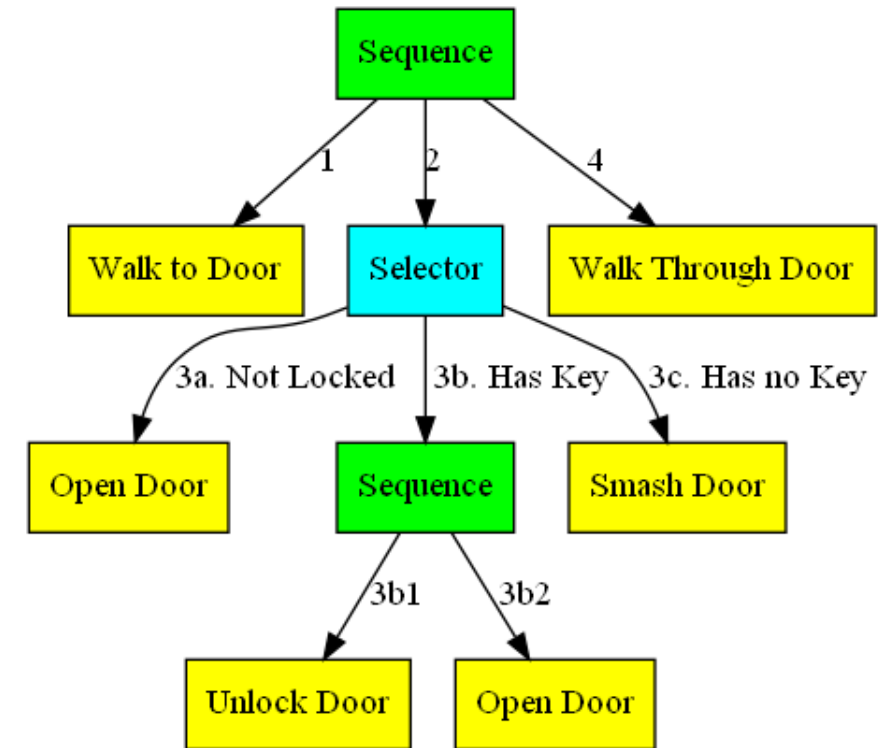 Sequence
1
2
4
Walk to Door
Selector
Walk Through Door
3a. Not Locked
3b. Has Key
3c. Has no Key
Open Door
Sequence
Smash Door
3b1
3b2
Unlock Door
Open Door